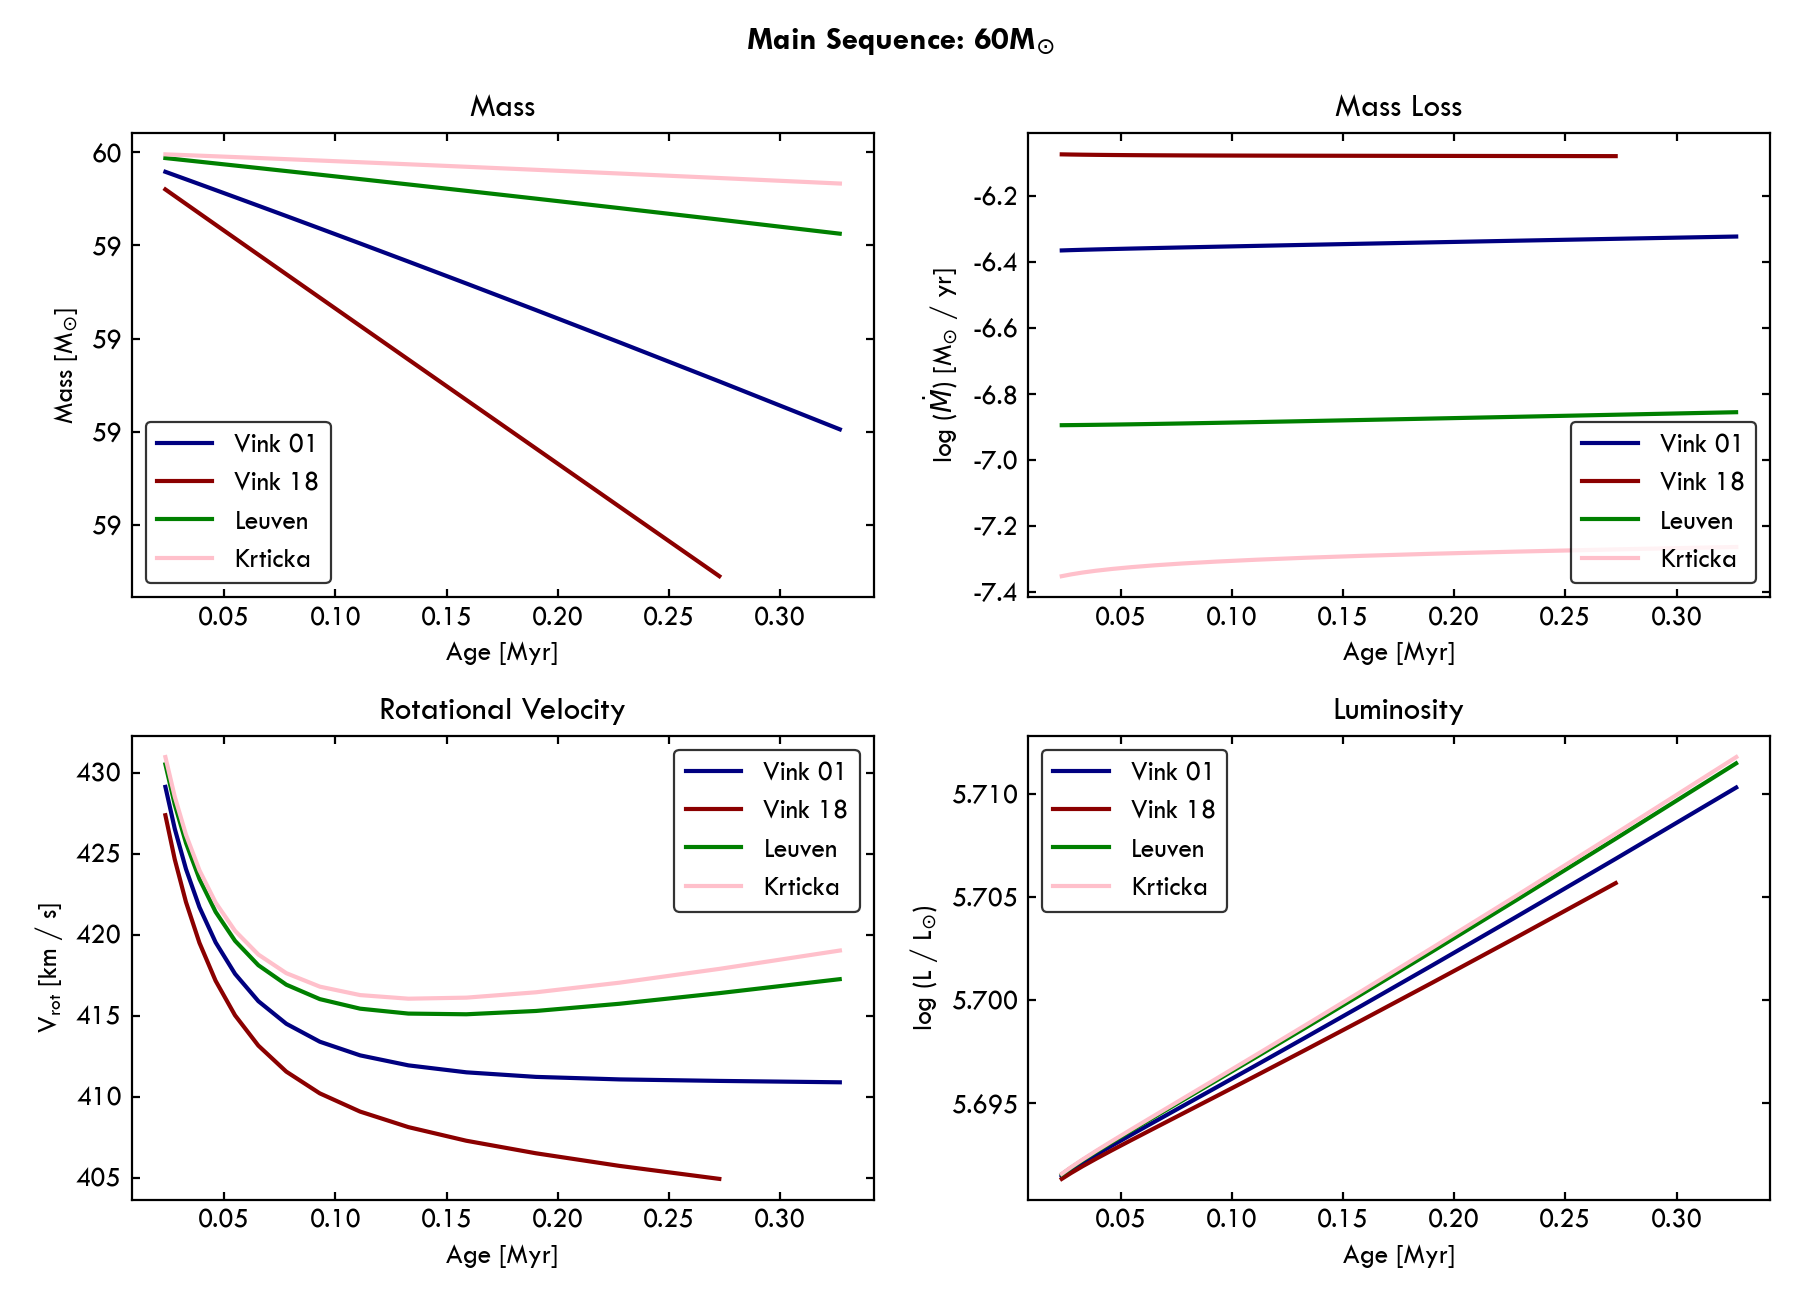 Main Sequence: 60M⊙
Mass
Mass [M⊙]
60
59
59
59
59
Vink 01
Vink 18
Leuven
Krticka
0.05 0.10 0.15 0.20 0.25 0.30
Age [Myr]
Mass Loss
log (Ṁ) [M⊙ / yr]
-6.2
-6.4
-6.6
-6.8
-7.0
-7.2
-7.4
Vink 01
Vink 18
Leuven
Krticka
0.05 0.10 0.15 0.20 0.25 0.30
Age [Myr]
Rotational Velocity
Vrot [km / s]
430
425
420
415
410
405
Vink 01
Vink 18
Leuven
Krticka
0.05 0.10 0.15 0.20 0.25 0.30
Age [Myr]
Luminosity
log (L / L⊙)
5.710
5.705
5.700
5.695
Vink 01
Vink 18
Leuven
Krticka
0.05 0.10 0.15 0.20 0.25 0.30
Age [Myr]